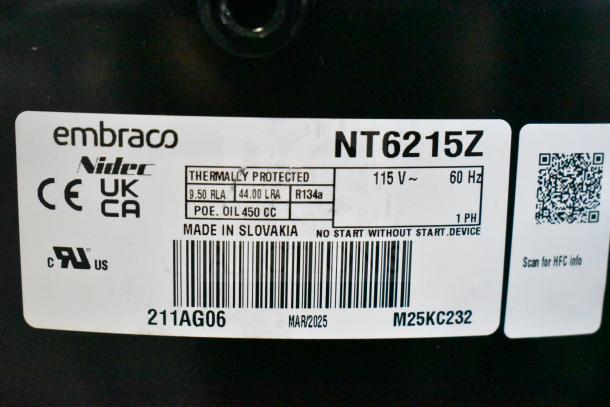 embraco
Nidec
NT6215Z
CE UK CA
c RU US
THERMALLY PROTECTED
9.50 RLA 44.00 LRA R134a
POE. OIL 450 CC
115 V~ 60 Hz
1 PH
MADE IN SLOVAKIA NO START WITHOUT START.DEVICE
211AG06 MAR/2025 M25KC232
Scan for HFC info